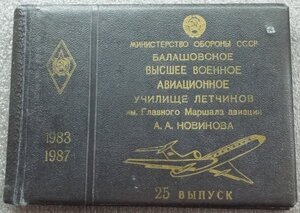 МИНИСТЕРСТВО ОБОРОНЫ СССР
БАЛАШОВСКОЕ
ВЫСШЕЕ ВОЕННОЕ
АВИАЦИОННОЕ
УЧИЛИЩЕ ЛЕТЧИКОВ
им. Главного Маршала авиации
А. А. НОВИКОВА
1983
1987
25 ВЫПУСК